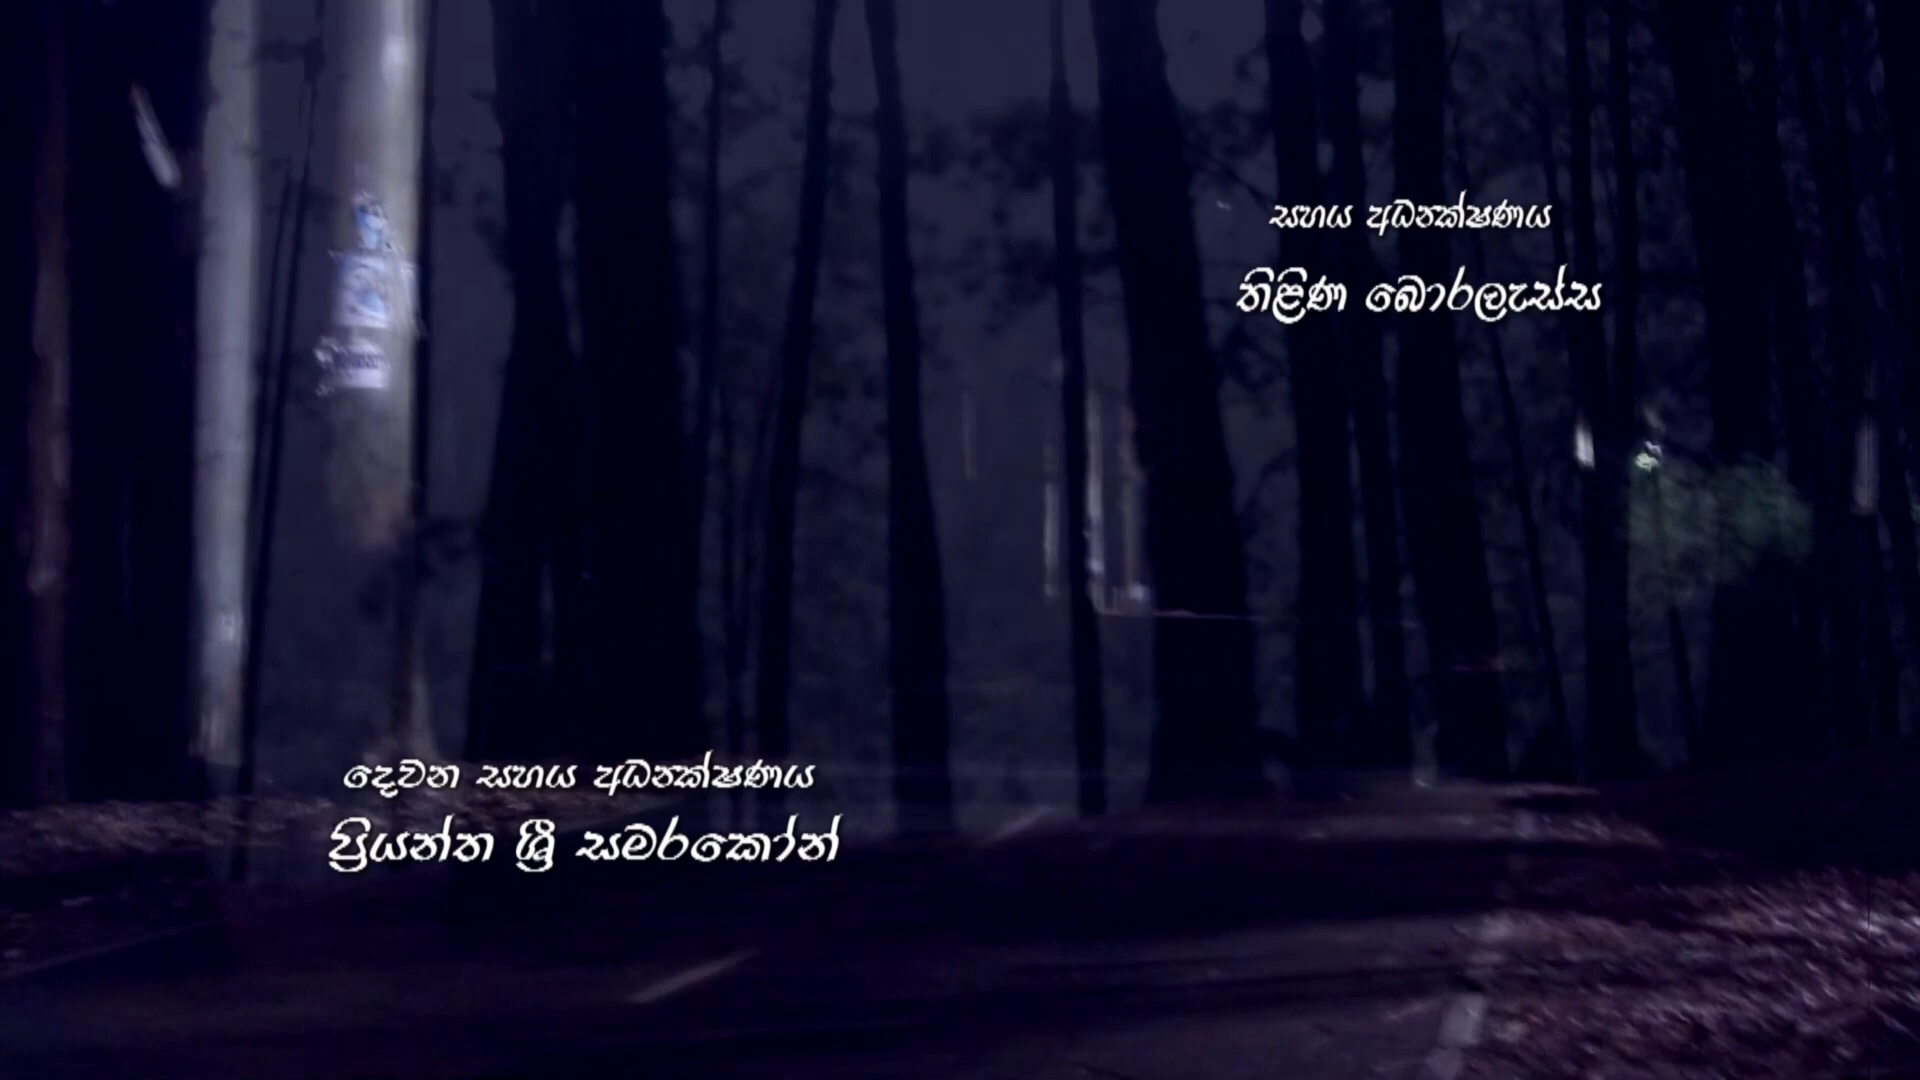 සහය අධ්‍යක්ෂණය
තිළිණ බොරලැස්ස
දෙවන සහය අධ්‍යක්ෂණය
ප්‍රියන්ත ශ්‍රී සමරකෝන්